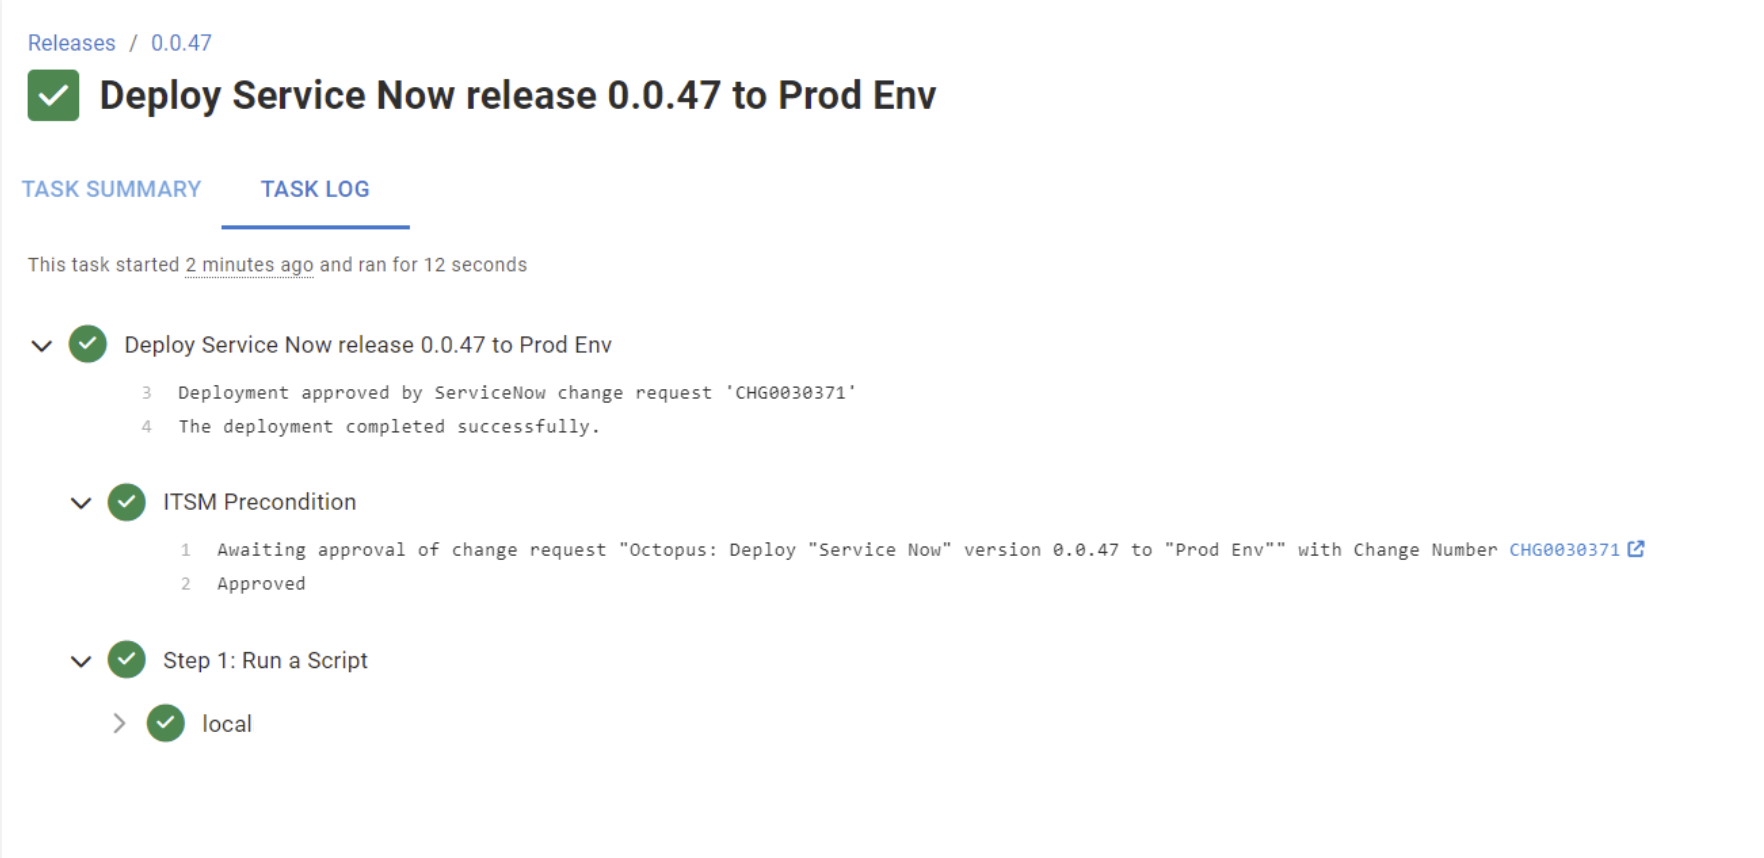 Releases / 0.0.47
Deploy Service Now release 0.0.47 to Prod Env
TASK SUMMARY TASK LOG
This task started 2 minutes ago and ran for 12 seconds
Deploy Service Now release 0.0.47 to Prod Env
3 Deployment approved by ServiceNow change request 'CHG0030371'
4 The deployment completed successfully.
ITSM Precondition
1 Awaiting approval of change request "Octopus: Deploy "Service Now" version 0.0.47 to "Prod Env"" with Change Number CHG0030371
2 Approved
Step 1: Run a Script
local